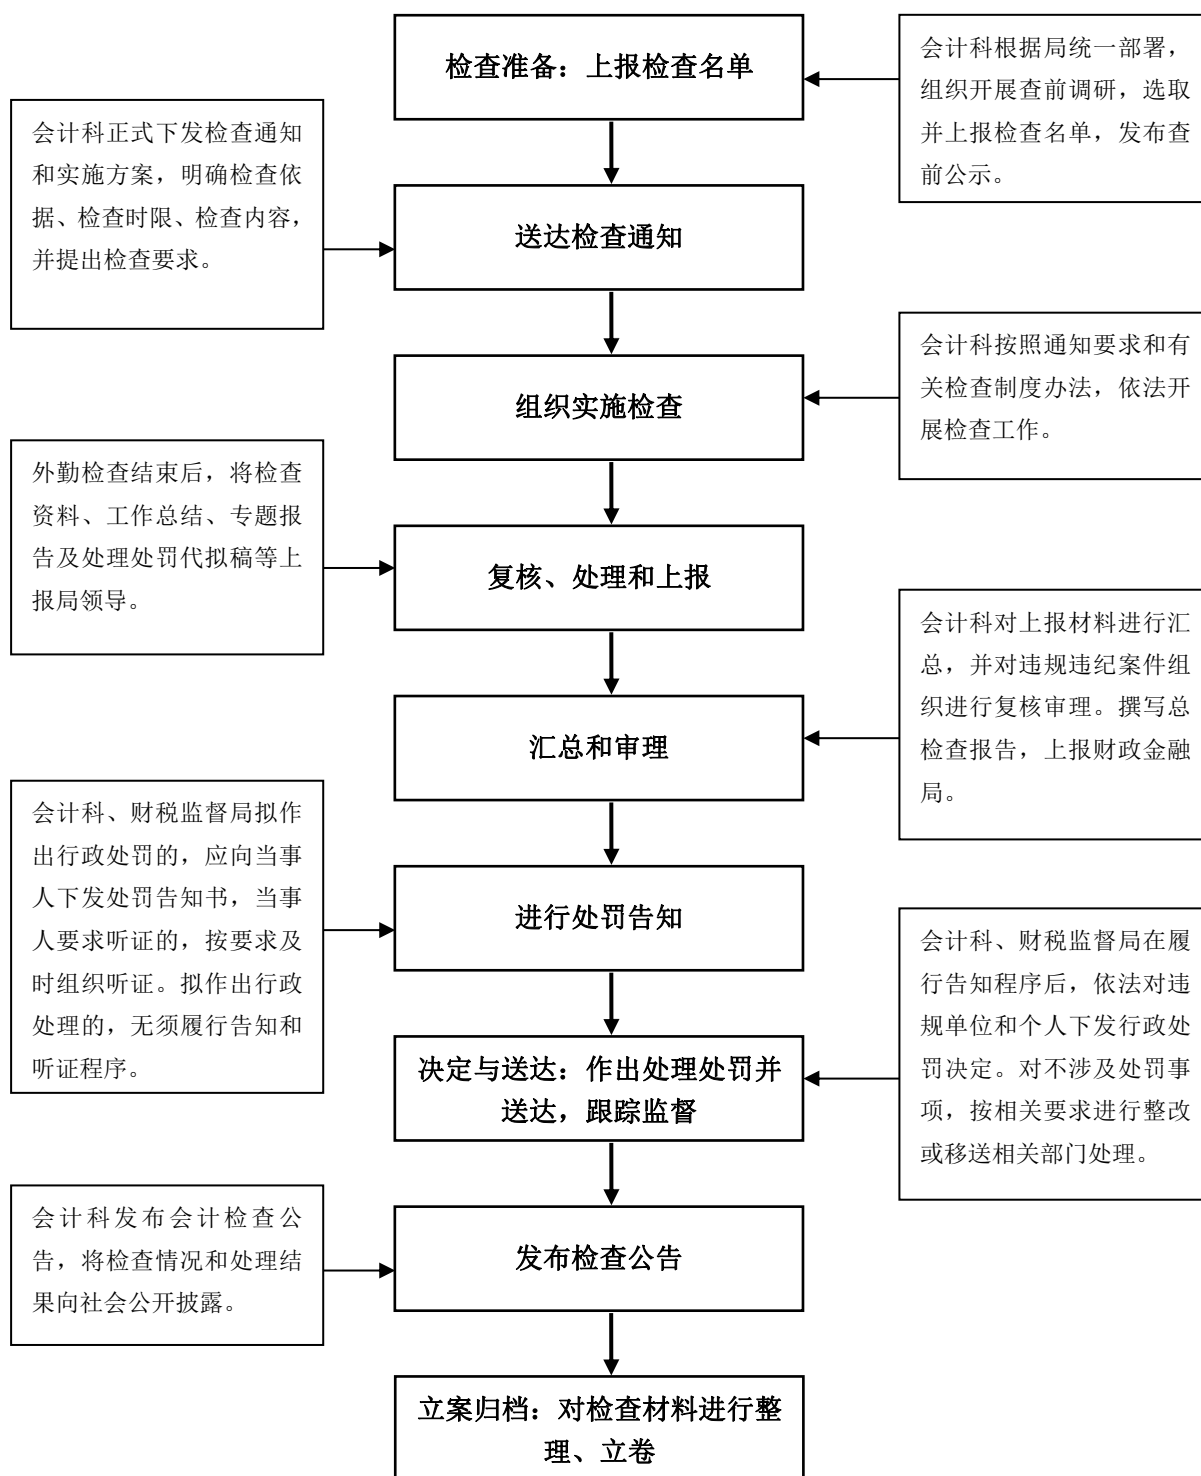 检查准备：上报检查名单
会计科根据局统一部署，
组织开展查前调研，选取
并上报检查名单，发布查
前公示。
会计科正式下发检查通知
和实施方案，明确检查依
据、检查时限、检查内容，
并提出检查要求。
送达检查通知
会计科按照通知要求和有
关检查制度办法，依法开
展检查工作。
组织实施检查
外勤检查结束后，将检查
资料、工作总结、专题报
告及处理处罚代拟稿等上
报局领导。
复核、处理和上报
会计科对上报材料进行汇
总，并对违规违纪案件组
织进行复核审理。撰写总
检查报告，上报财政金融
局。
汇总和审理
会计科、财税监督局拟作
出行政处罚的，应向当事
人下发处罚告知书，当事
人要求听证的，按要求及
时组织听证。拟作出行政
处理的，无须履行告知和
听证程序。
进行处罚告知
会计科、财税监督局在履
行告知程序后，依法对违
规单位和个人下发行政处
罚决定。对不涉及处罚事
项，按相关要求进行整改
或移送相关部门处理。
决定与送达：作出处理处罚并
送达，跟踪监督
会计科发布会计检查公
告，将检查情况和处理结
果向社会公开披露。
发布检查公告
立案归档：对检查材料进行整
理、立卷